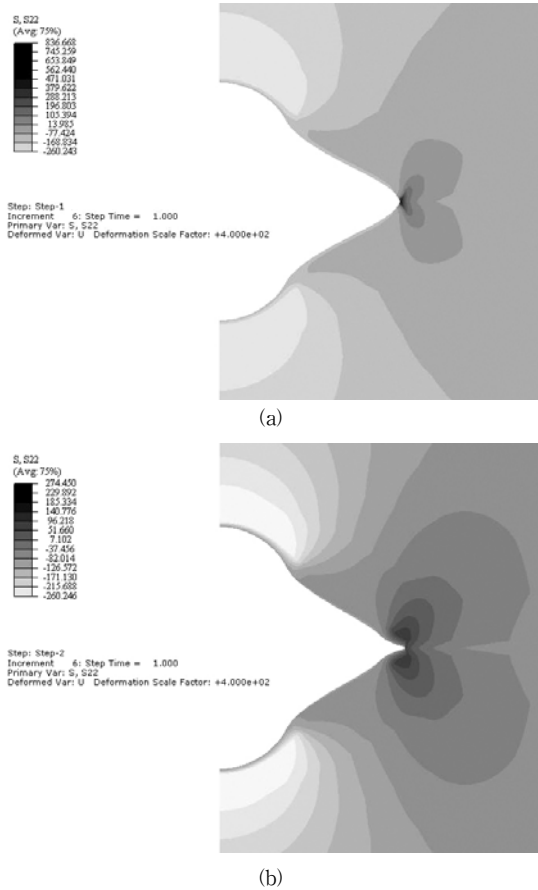 S, S22
(Avg: 75%)
836.668
745.259
653.849
562.440
471.031
379.622
288.213
196.803
105.394
13.985
-77.424
-168.834
-260.243
Step: Step-1
Increment 6: Step Time = 1.000
Primary Var: S, S22
Deformed Var: U Deformation Scale Factor: +4.000e+02
(a)
S, S22
(Avg: 75%)
274.450
229.892
185.334
140.776
96.218
51.660
7.102
-37.456
-82.014
-126.572
-171.130
-215.688
-260.246
Step: Step-2
Increment 6: Step Time = 1.000
Primary Var: S, S22
Deformed Var: U Deformation Scale Factor: +4.000e+02
(b)